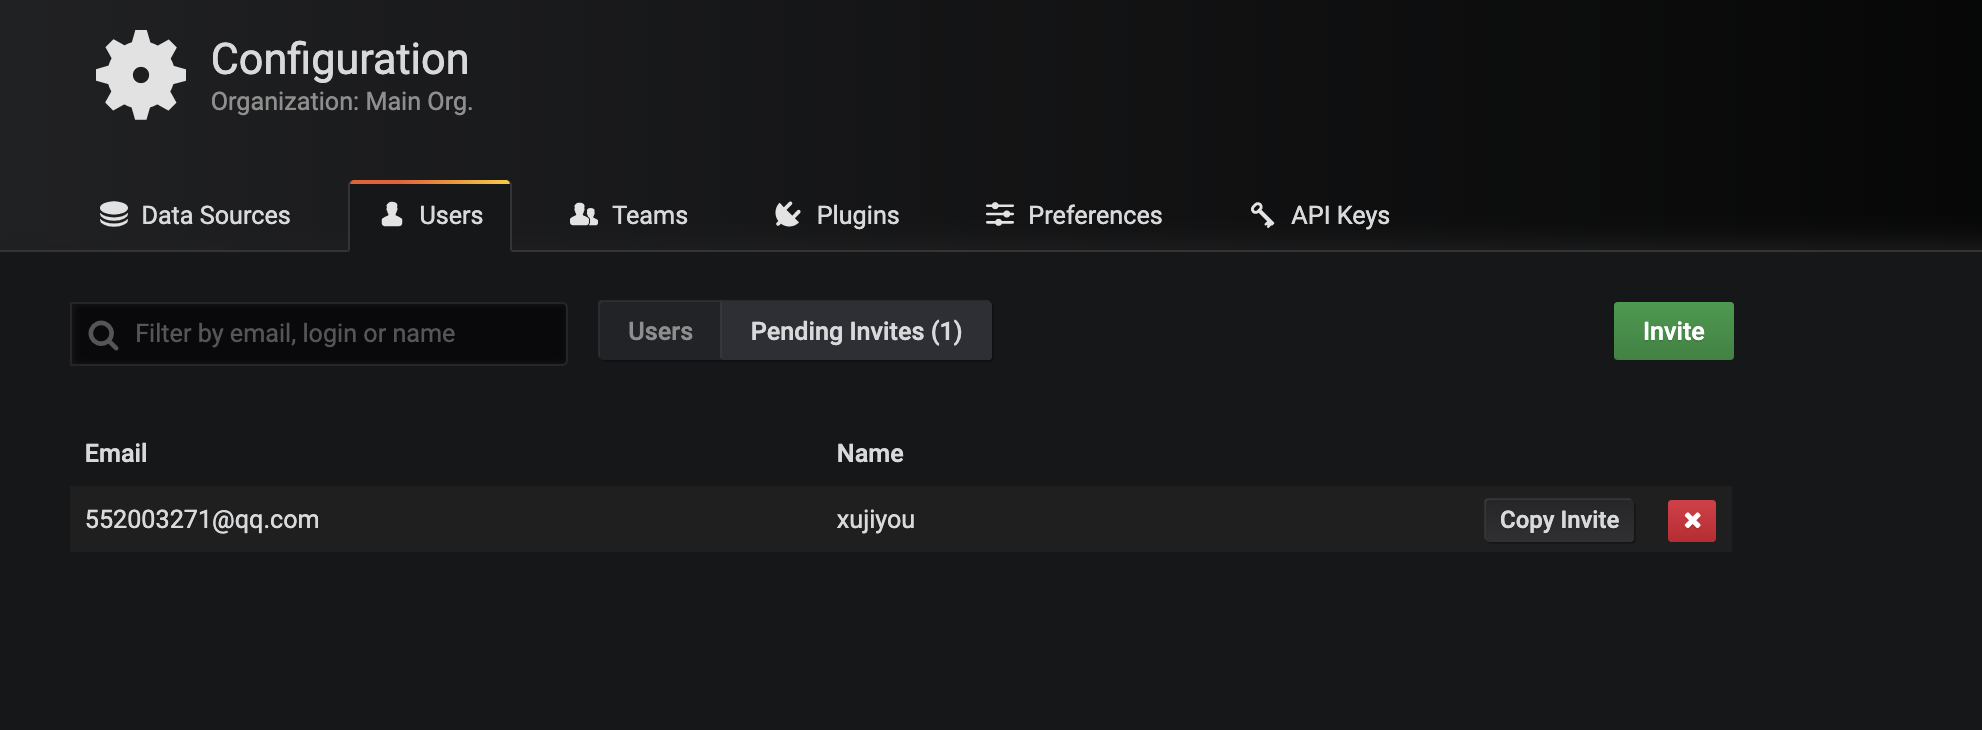 Configuration
Organization: Main Org.
Data Sources
Users
Teams
Plugins
Preferences
API Keys
Filter by email, login or name
Users
Pending Invites (1)
Invite
Email
Name
552003271@qq.com
xujiyou
Copy Invite